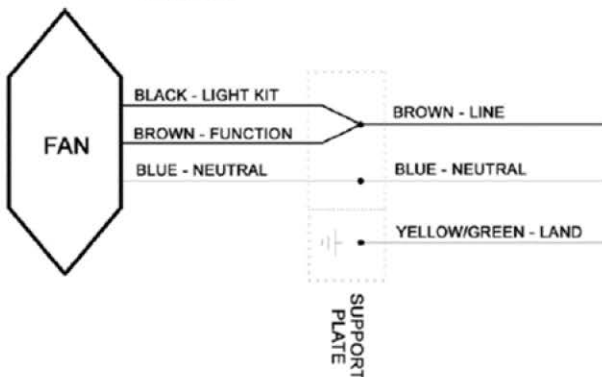 BLACK - LIGHT KIT
BROWN - LINE
BROWN - FUNCTION
FAN
BLUE - NEUTRAL
BLUE - NEUTRAL
YELLOW/GREEN - LAND
SUPPORT
PLATE